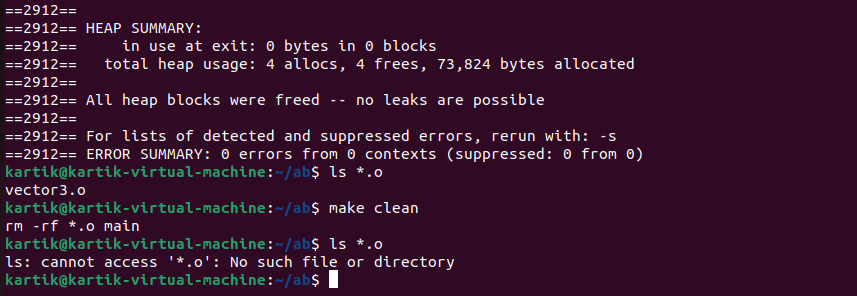 ==2912==
==2912== HEAP SUMMARY:
==2912==     in use at exit: 0 bytes in 0 blocks
==2912==   total heap usage: 4 allocs, 4 frees, 73,824 bytes allocated
==2912==
==2912== All heap blocks were freed -- no leaks are possible
==2912==
==2912== For lists of detected and suppressed errors, rerun with: -s
==2912== ERROR SUMMARY: 0 errors from 0 contexts (suppressed: 0 from 0)
kartik@kartik-virtual-machine:~/ab$ ls *.o
vector3.o
kartik@kartik-virtual-machine:~/ab$ make clean
rm -rf *.o main
kartik@kartik-virtual-machine:~/ab$ ls *.o
ls: cannot access '*.o': No such file or directory
kartik@kartik-virtual-machine:~/ab$